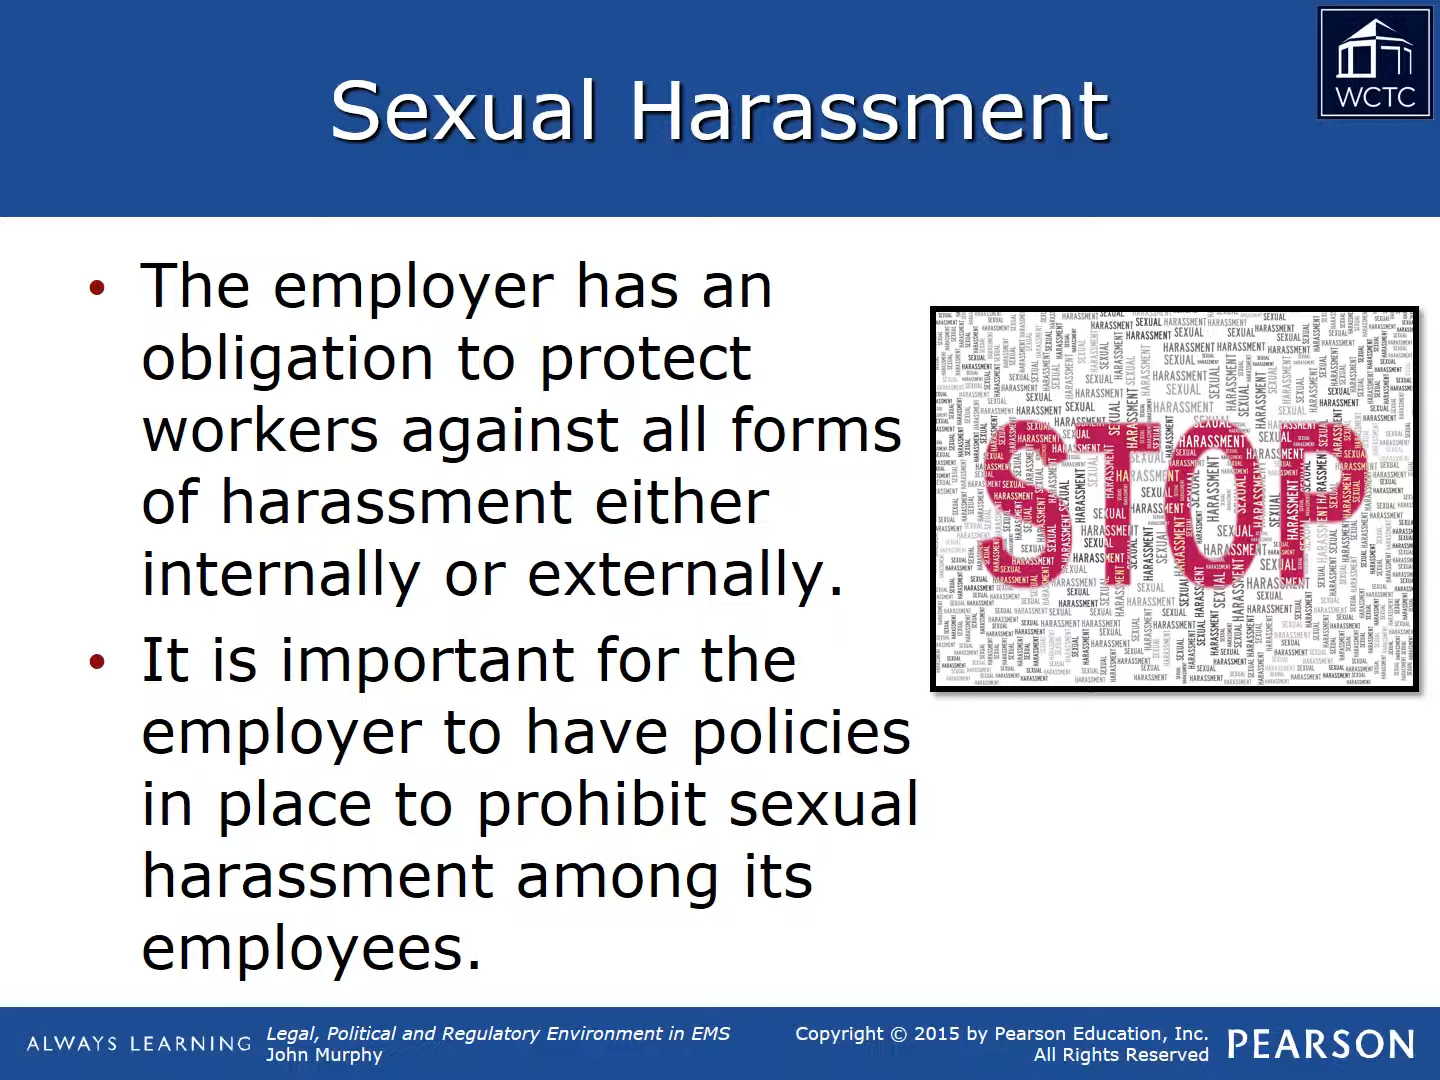 Sexual Harassment
WCTC
• The employer has an
obligation to protect
workers against all forms
of harassment either
internally or externally.
• It is important for the
employer to have policies
in place to prohibit sexual
harassment among its
employees.
STOP
ALWAYS LEARNING
Legal, Political and Regulatory Environment in EMS
John Murphy
Copyright © 2015 by Pearson Education, Inc.
All Rights Reserved
PEARSON